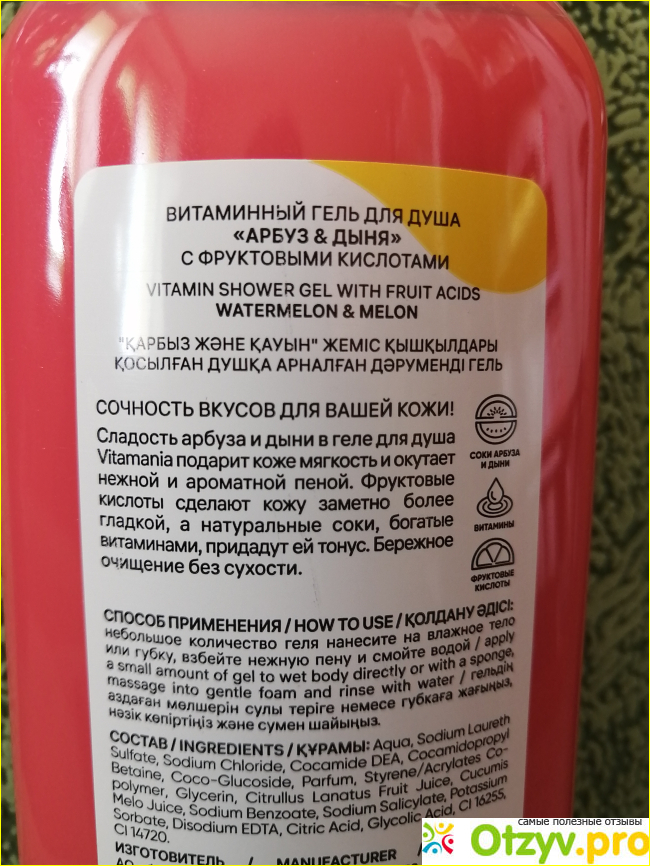 ВИТАМИННЫЙ ГЕЛЬ ДЛЯ ДУША
«АРБУЗ & ДЫНЯ»
С ФРУКТОВЫМИ КИСЛОТАМИ
VITAMIN SHOWER GEL WITH FRUIT ACIDS
WATERMELON & MELON
"ҚАРБЫЗ ЖӘНЕ ҚАУЫН" ЖЕМІС ҚЫШҚЫЛДАРЫ
ҚОСЫЛҒАН ДУШҚА АРНАЛҒАН ДӘРУМЕНДІ ГЕЛЬ
СОЧНОСТЬ ВКУСОВ ДЛЯ ВАШЕЙ КОЖИ!
Сладость арбуза и дыни в геле для душа
Vitamania подарит коже мягкость и окутает
нежной и ароматной пеной. Фруктовые
кислоты сделают кожу заметно более
гладкой, а натуральные соки, богатые
витаминами, придадут ей тонус. Бережное
очищение без сухости.
СОКИ АРБУЗА
И ДЫНИ
ВИТАМИНЫ
ФРУКТОВЫЕ
КИСЛОТЫ
СПОСОБ ПРИМЕНЕНИЯ / HOW TO USE / ҚОЛДАНУ ӘДІСІ:
небольшое количество геля нанесите на влажное тело
или губку, взбейте нежную пену и смойте водой / apply
a small amount of gel to wet body directly or with a sponge,
massage into gentle foam and rinse with water / гельдің
аздаған мөлшерін сулы теріге немесе губкаға жағыңыз,
нәзік көпіртіңіз және сумен шайыңыз.
СОСТАВ / INGREDIENTS / ҚҰРАМЫ: Aqua, Sodium Laureth
Sulfate, Sodium Chloride, Cocamide DEA, Cocamidopropyl
Betaine, Coco-Glucoside, Parfum, Styrene/Acrylates Co-
polymer, Glycerin, Citrullus Lanatus Fruit Juice, Cucumis
Melo Juice, Sodium Benzoate, Sodium Salicylate, Potassium
Sorbate, Disodium EDTA, Citric Acid, Glycolic Acid, CI 16255,
CI 14720.
ИЗГОТОВИТЕЛЬ / MANUFACTURER /
самые полезные отзывы
Otzyv.pro